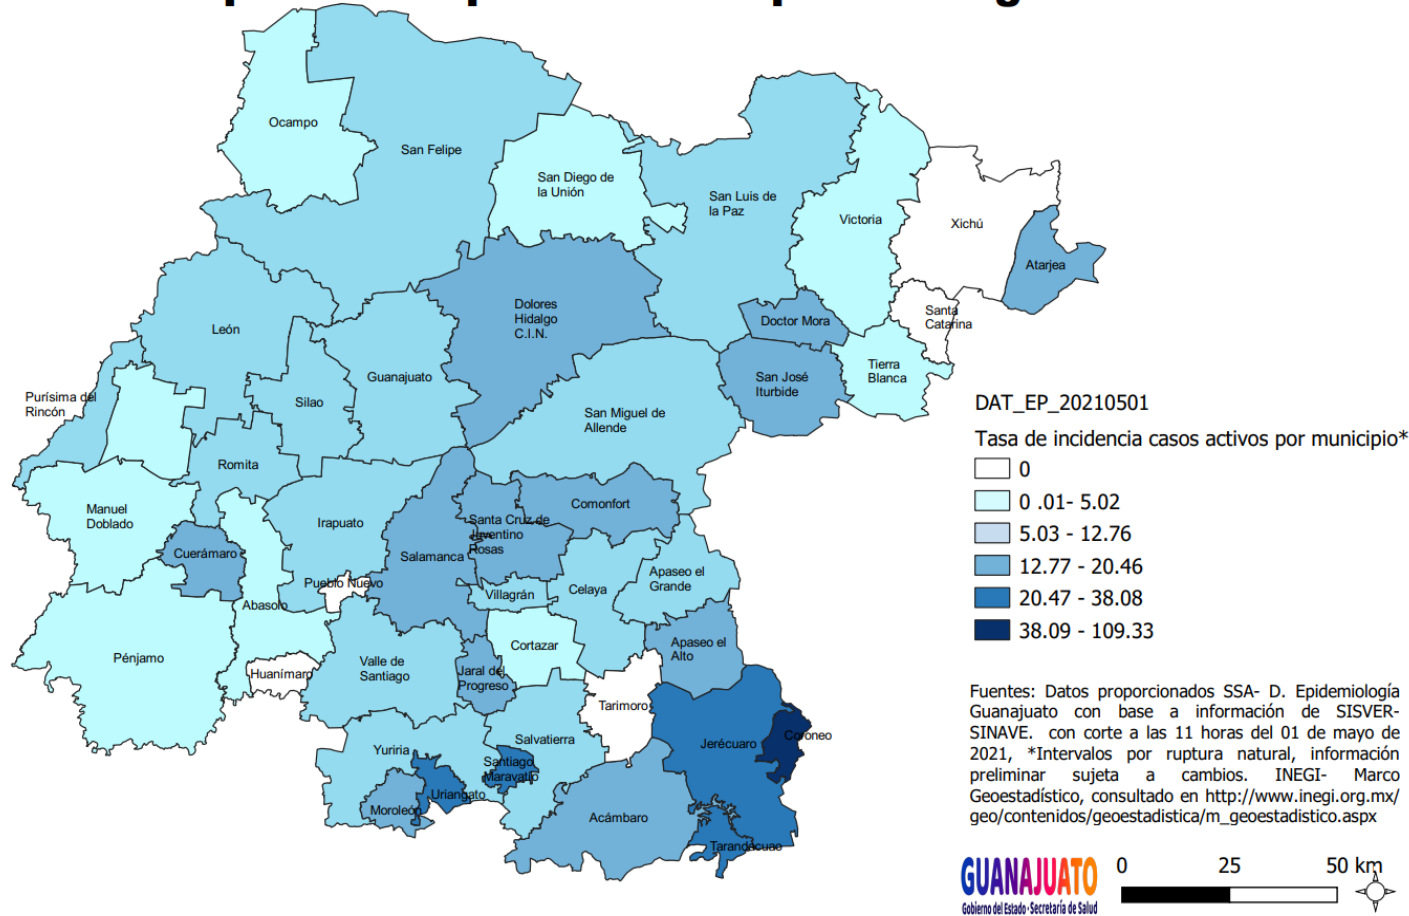 Ocampo
San Felipe
San Diego de
la Unión
San Luis de
la Paz
Victoria
Xichú
Atarjea
Santa
Catarina
Doctor Mora
Dolores
Hidalgo
C.I.N.
León
Guanajuato
Silao
Purísima del
Rincón
San José
Iturbide
Tierra
Blanca
San Miguel de
Allende
Romita
Manuel
Doblado
Irapuato
Comonfort
Santa Cruz de
Juventino
Rosas
Salamanca
Cuerámaro
Pueblo Nuevo
Villagrán
Celaya
Apaseo el
Grande
Abasolo
Cortazar
Apaseo el
Alto
Pénjamo
Huanímaro
Valle de
Santiago
Jaral del
Progreso
Tarimoro
Yuriria
Salvatierra
Jerécuaro
Coroneo
Santiago
Maravatío
Uriangato
Moroleón
Acámbaro
Tarandacuao
DAT_EP_20210501
Tasa de incidencia casos activos por municipio*
0
0 .01- 5.02
5.03 - 12.76
12.77 - 20.46
20.47 - 38.08
38.09 - 109.33
Fuentes: Datos proporcionados SSA- D. Epidemiología
Guanajuato con base a información de SISVER-
SINAVE. con corte a las 11 horas del 01 de mayo de
2021, *Intervalos por ruptura natural, información
preliminar sujeta a cambios. INEGI- Marco
Geoestadístico, consultado en http://www.inegi.org.mx/
geo/contenidos/geoestadistica/m_geoestadistico.aspx
GUANAJUATO
Gobierno del Estado · Secretaría de Salud
0 25 50 km